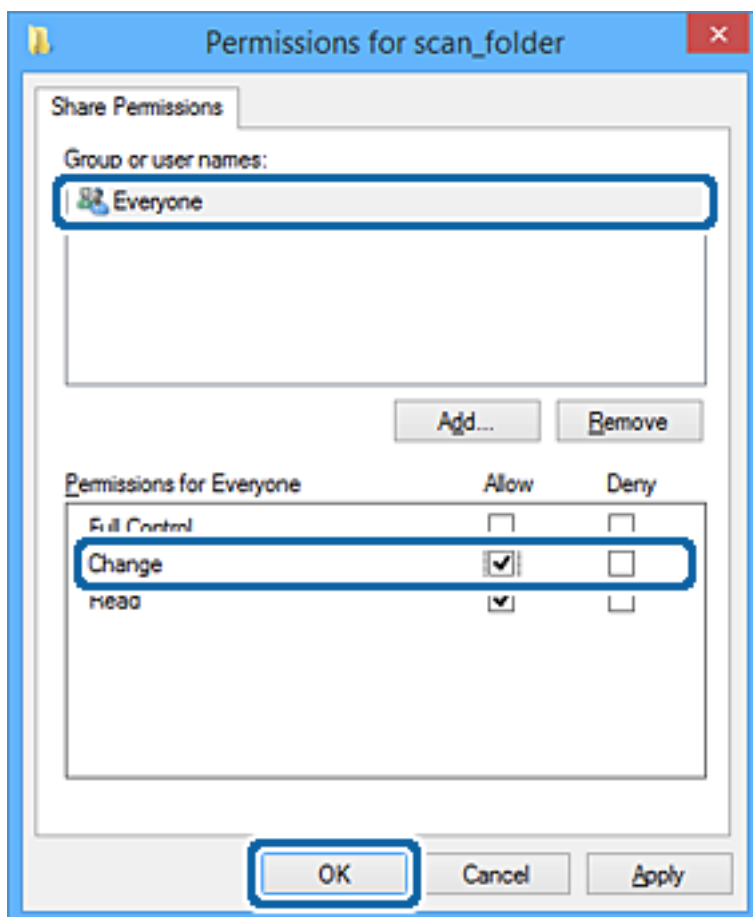 Permissions for scan_folder
Share Permissions
Group or user names:
Everyone
Add... Remove
Permissions for Everyone Allow Deny
Full Control
Change
Read
OK Cancel Apply